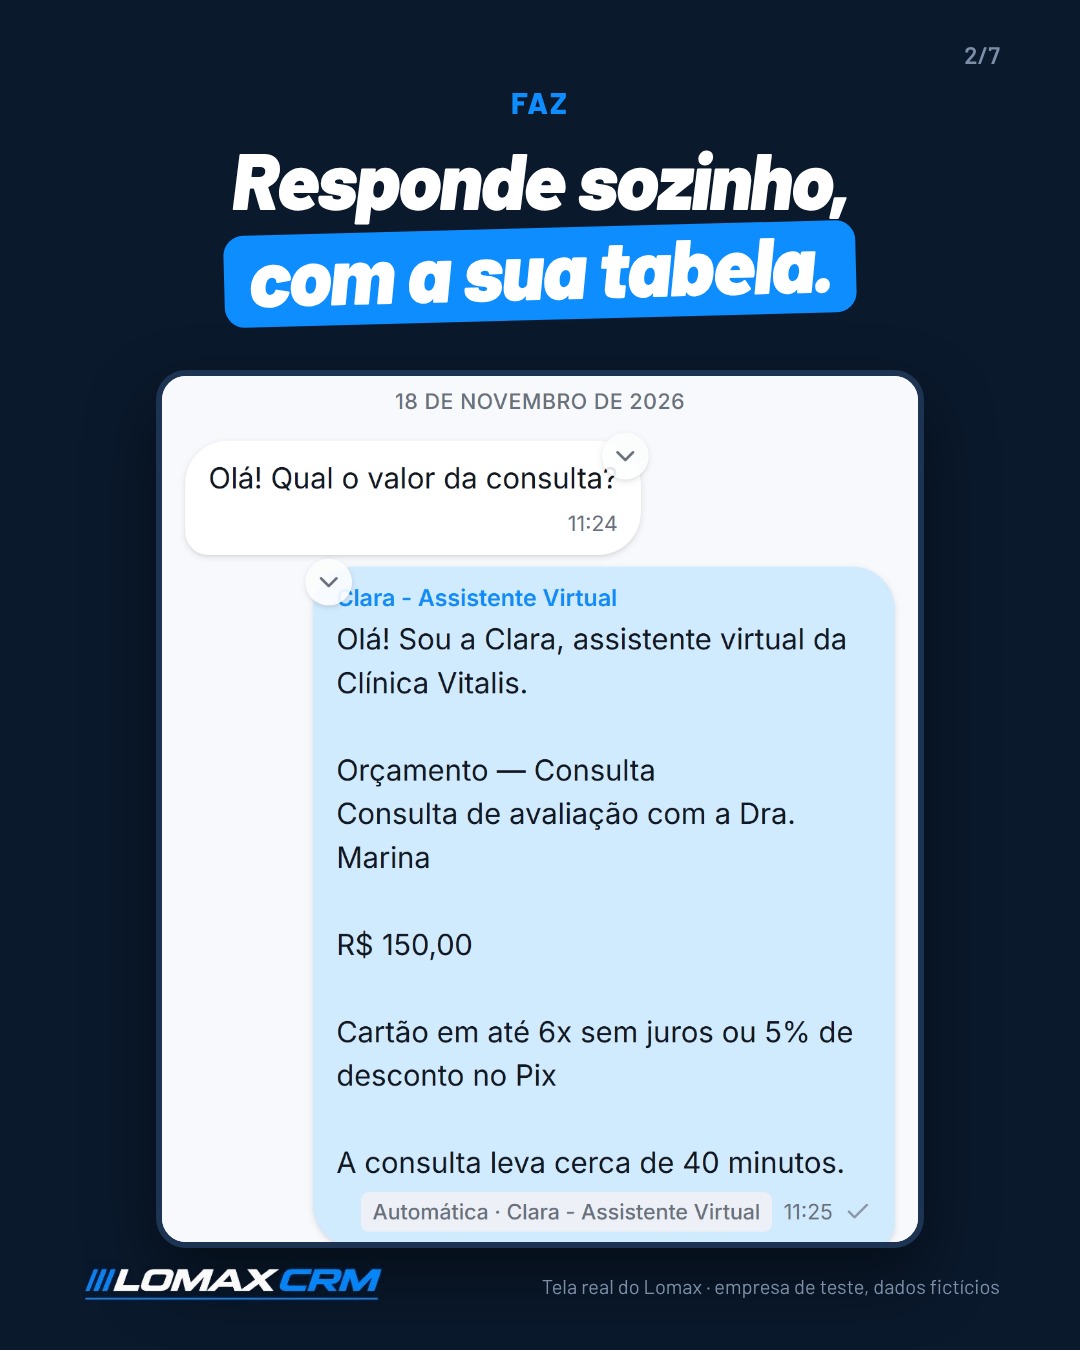 2/7
FAZ
Responde sozinho,
com a sua tabela.
18 DE NOVEMBRO DE 2026
Olá! Qual o valor da consulta?
11:24
Clara - Assistente Virtual
Olá! Sou a Clara, assistente virtual da
Clínica Vitalis.
Orçamento — Consulta
Consulta de avaliação com a Dra.
Marina
R$ 150,00
Cartão em até 6x sem juros ou 5% de
desconto no Pix
A consulta leva cerca de 40 minutos.
Automática · Clara - Assistente Virtual 11:25
LOMAX CRM
Tela real do Lomax · empresa de teste, dados fictícios